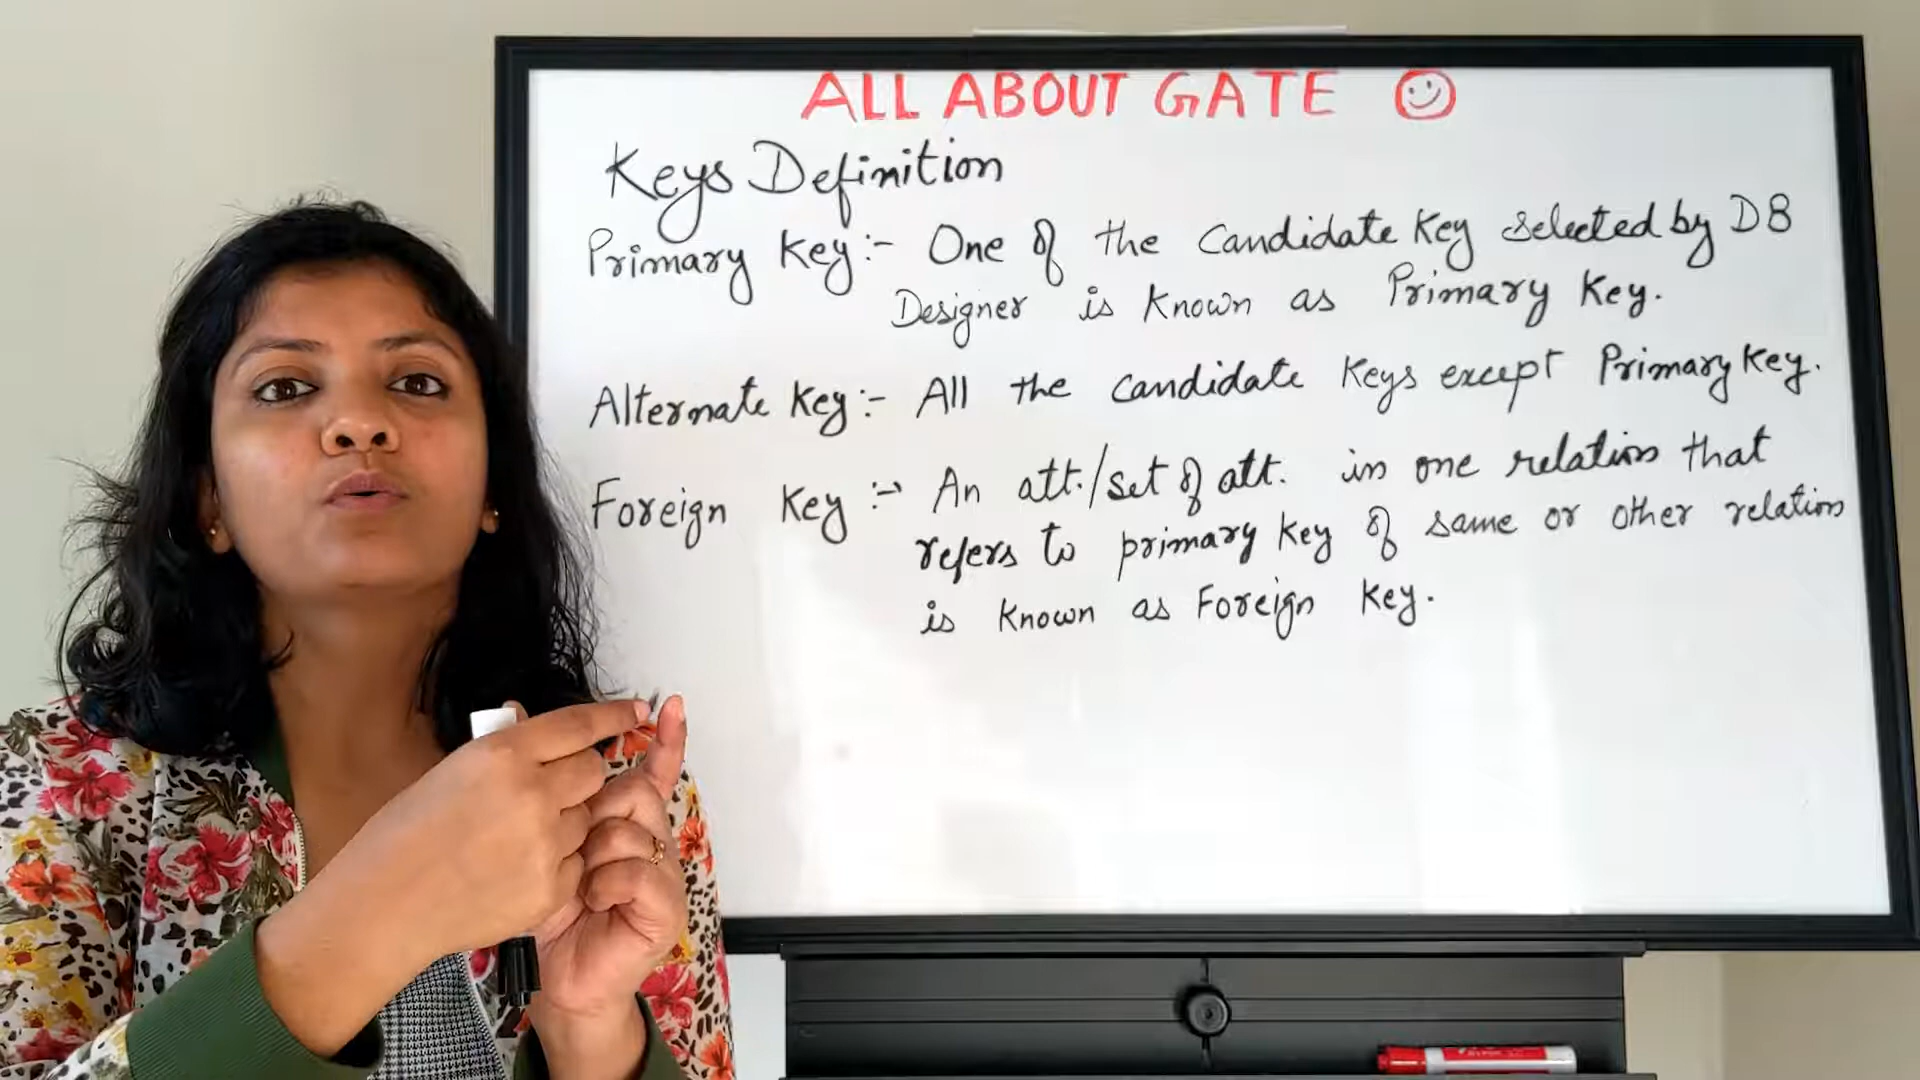 ALL ABOUT GATE
Keys Definition
Primary Key:- One of the Candidate Key selected by DB
Designer is known as Primary Key.
Alternate Key:- All the Candidate Keys except Primary Key.
Foreign Key:- An att./set of att. in one relation that
refers to primary key of same or other relation
is known as Foreign Key.